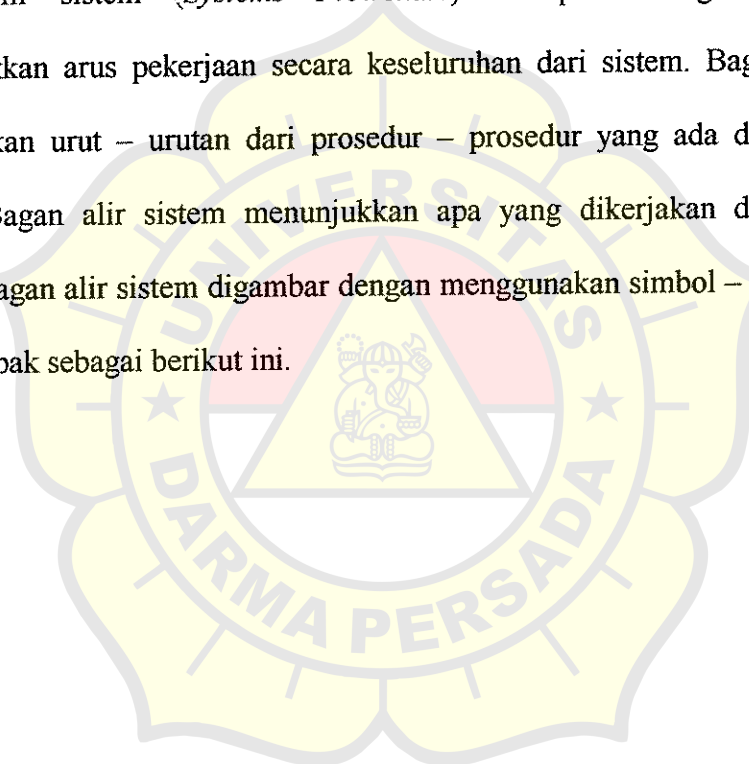 sistem (Systems
kan arus pekerjaan secara keseluruhan dari sistem. Bag
kan urut – urutan dari prosedur – prosedur yang ada d
Bagan alir sistem menunjukkan apa yang dikerjakan d
agan alir sistem digambar dengan menggunakan simbol –
pak sebagai berikut ini.
UNIVERSITAS
DARMA PERSADA